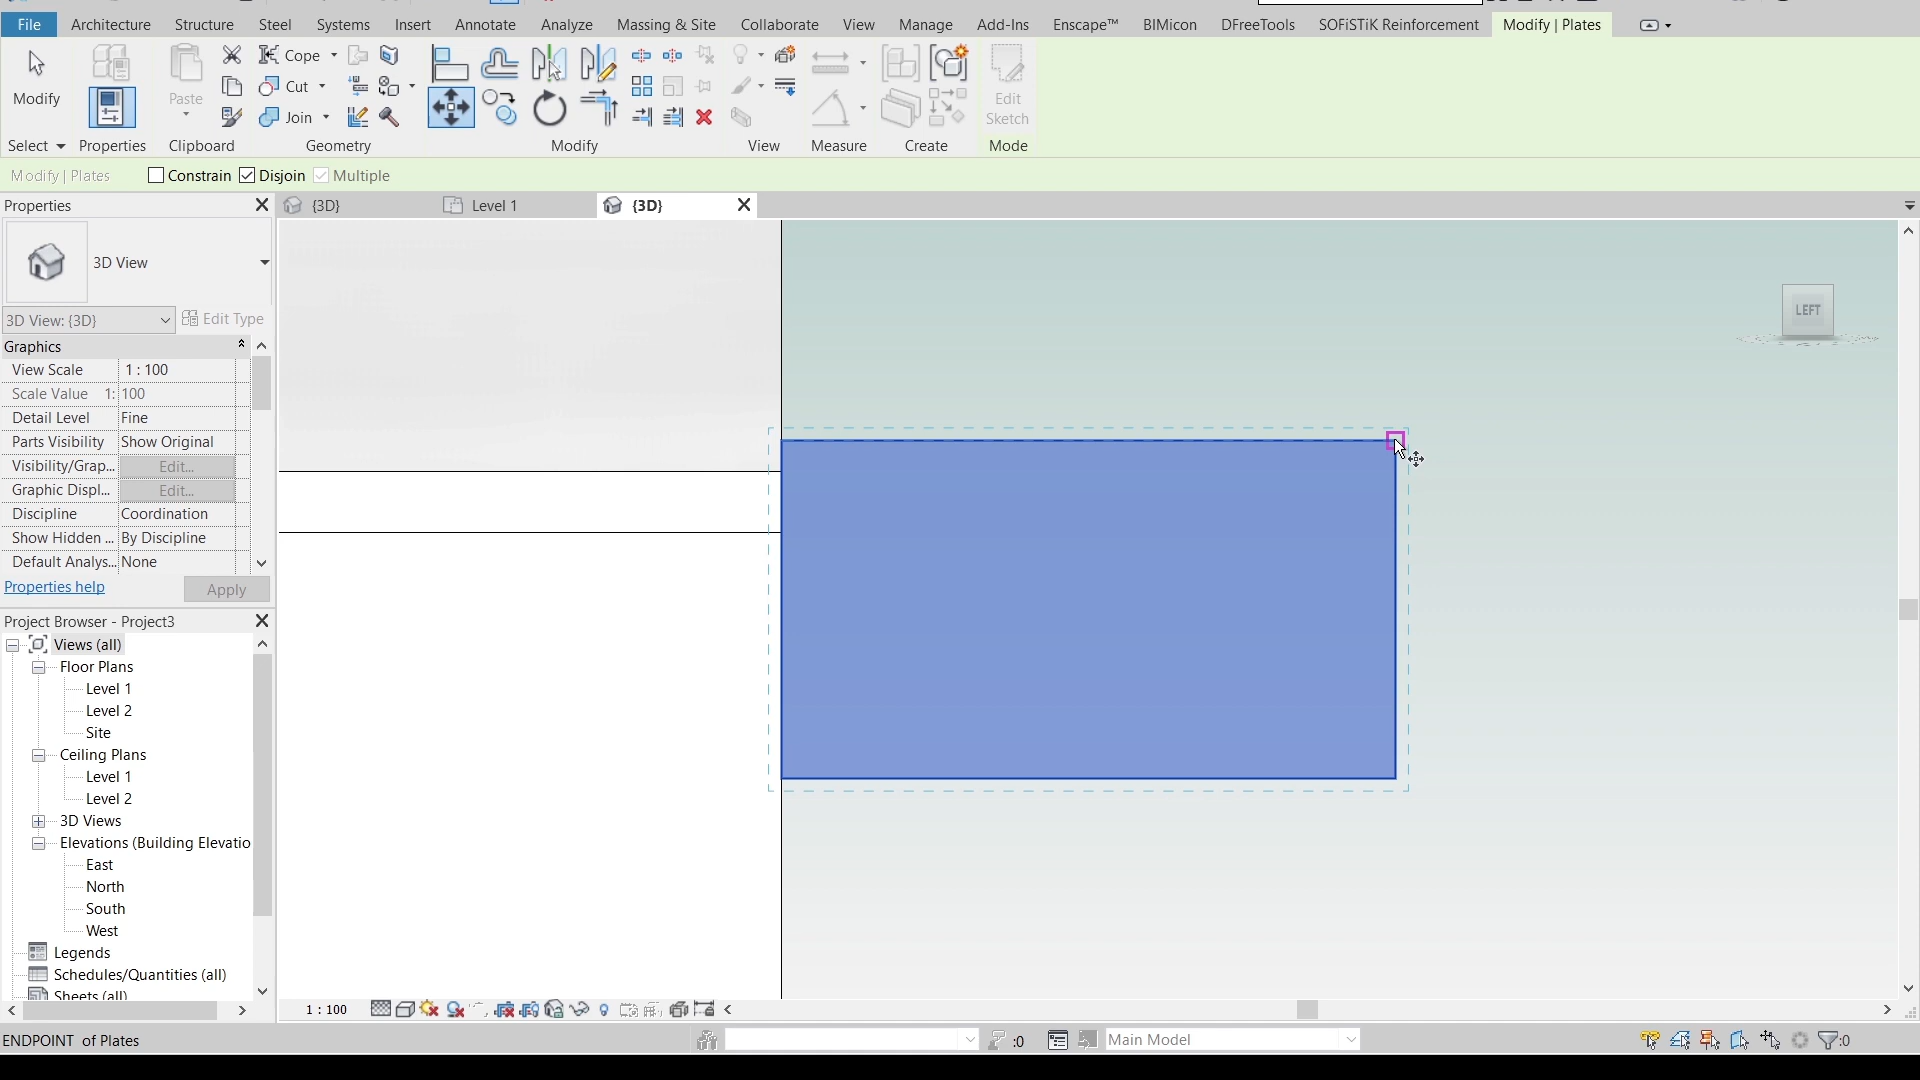 File Architecture Structure Steel Systems Insert Annotate Analyze Massing & Site Collaborate View Manage Add-Ins Enscape™ BIMicon DFreeTools SOFiSTiK Reinforcement Modify | Plates
Modify
Paste
Cope
Cut
Join
Edit
Sketch
Select Properties Clipboard Geometry Modify View Measure Create Mode
Modify | Plates Constrain Disjoin Multiple
Properties
{3D} Level 1 {3D}
3D View
3D View: {3D} Edit Type
Graphics
View Scale 1 : 100
Scale Value 1: 100
Detail Level Fine
Parts Visibility Show Original
Visibility/Grap... Edit...
Graphic Displ... Edit...
Discipline Coordination
Show Hidden ... By Discipline
Default Analys... None
Properties help Apply
LEFT
Project Browser - Project3
Views (all)
Floor Plans
Level 1
Level 2
Site
Ceiling Plans
Level 1
Level 2
3D Views
Elevations (Building Elevatio
East
North
South
West
Legends
Schedules/Quantities (all)
Sheets (all)
1 : 100
ENDPOINT of Plates :0 Main Model :0